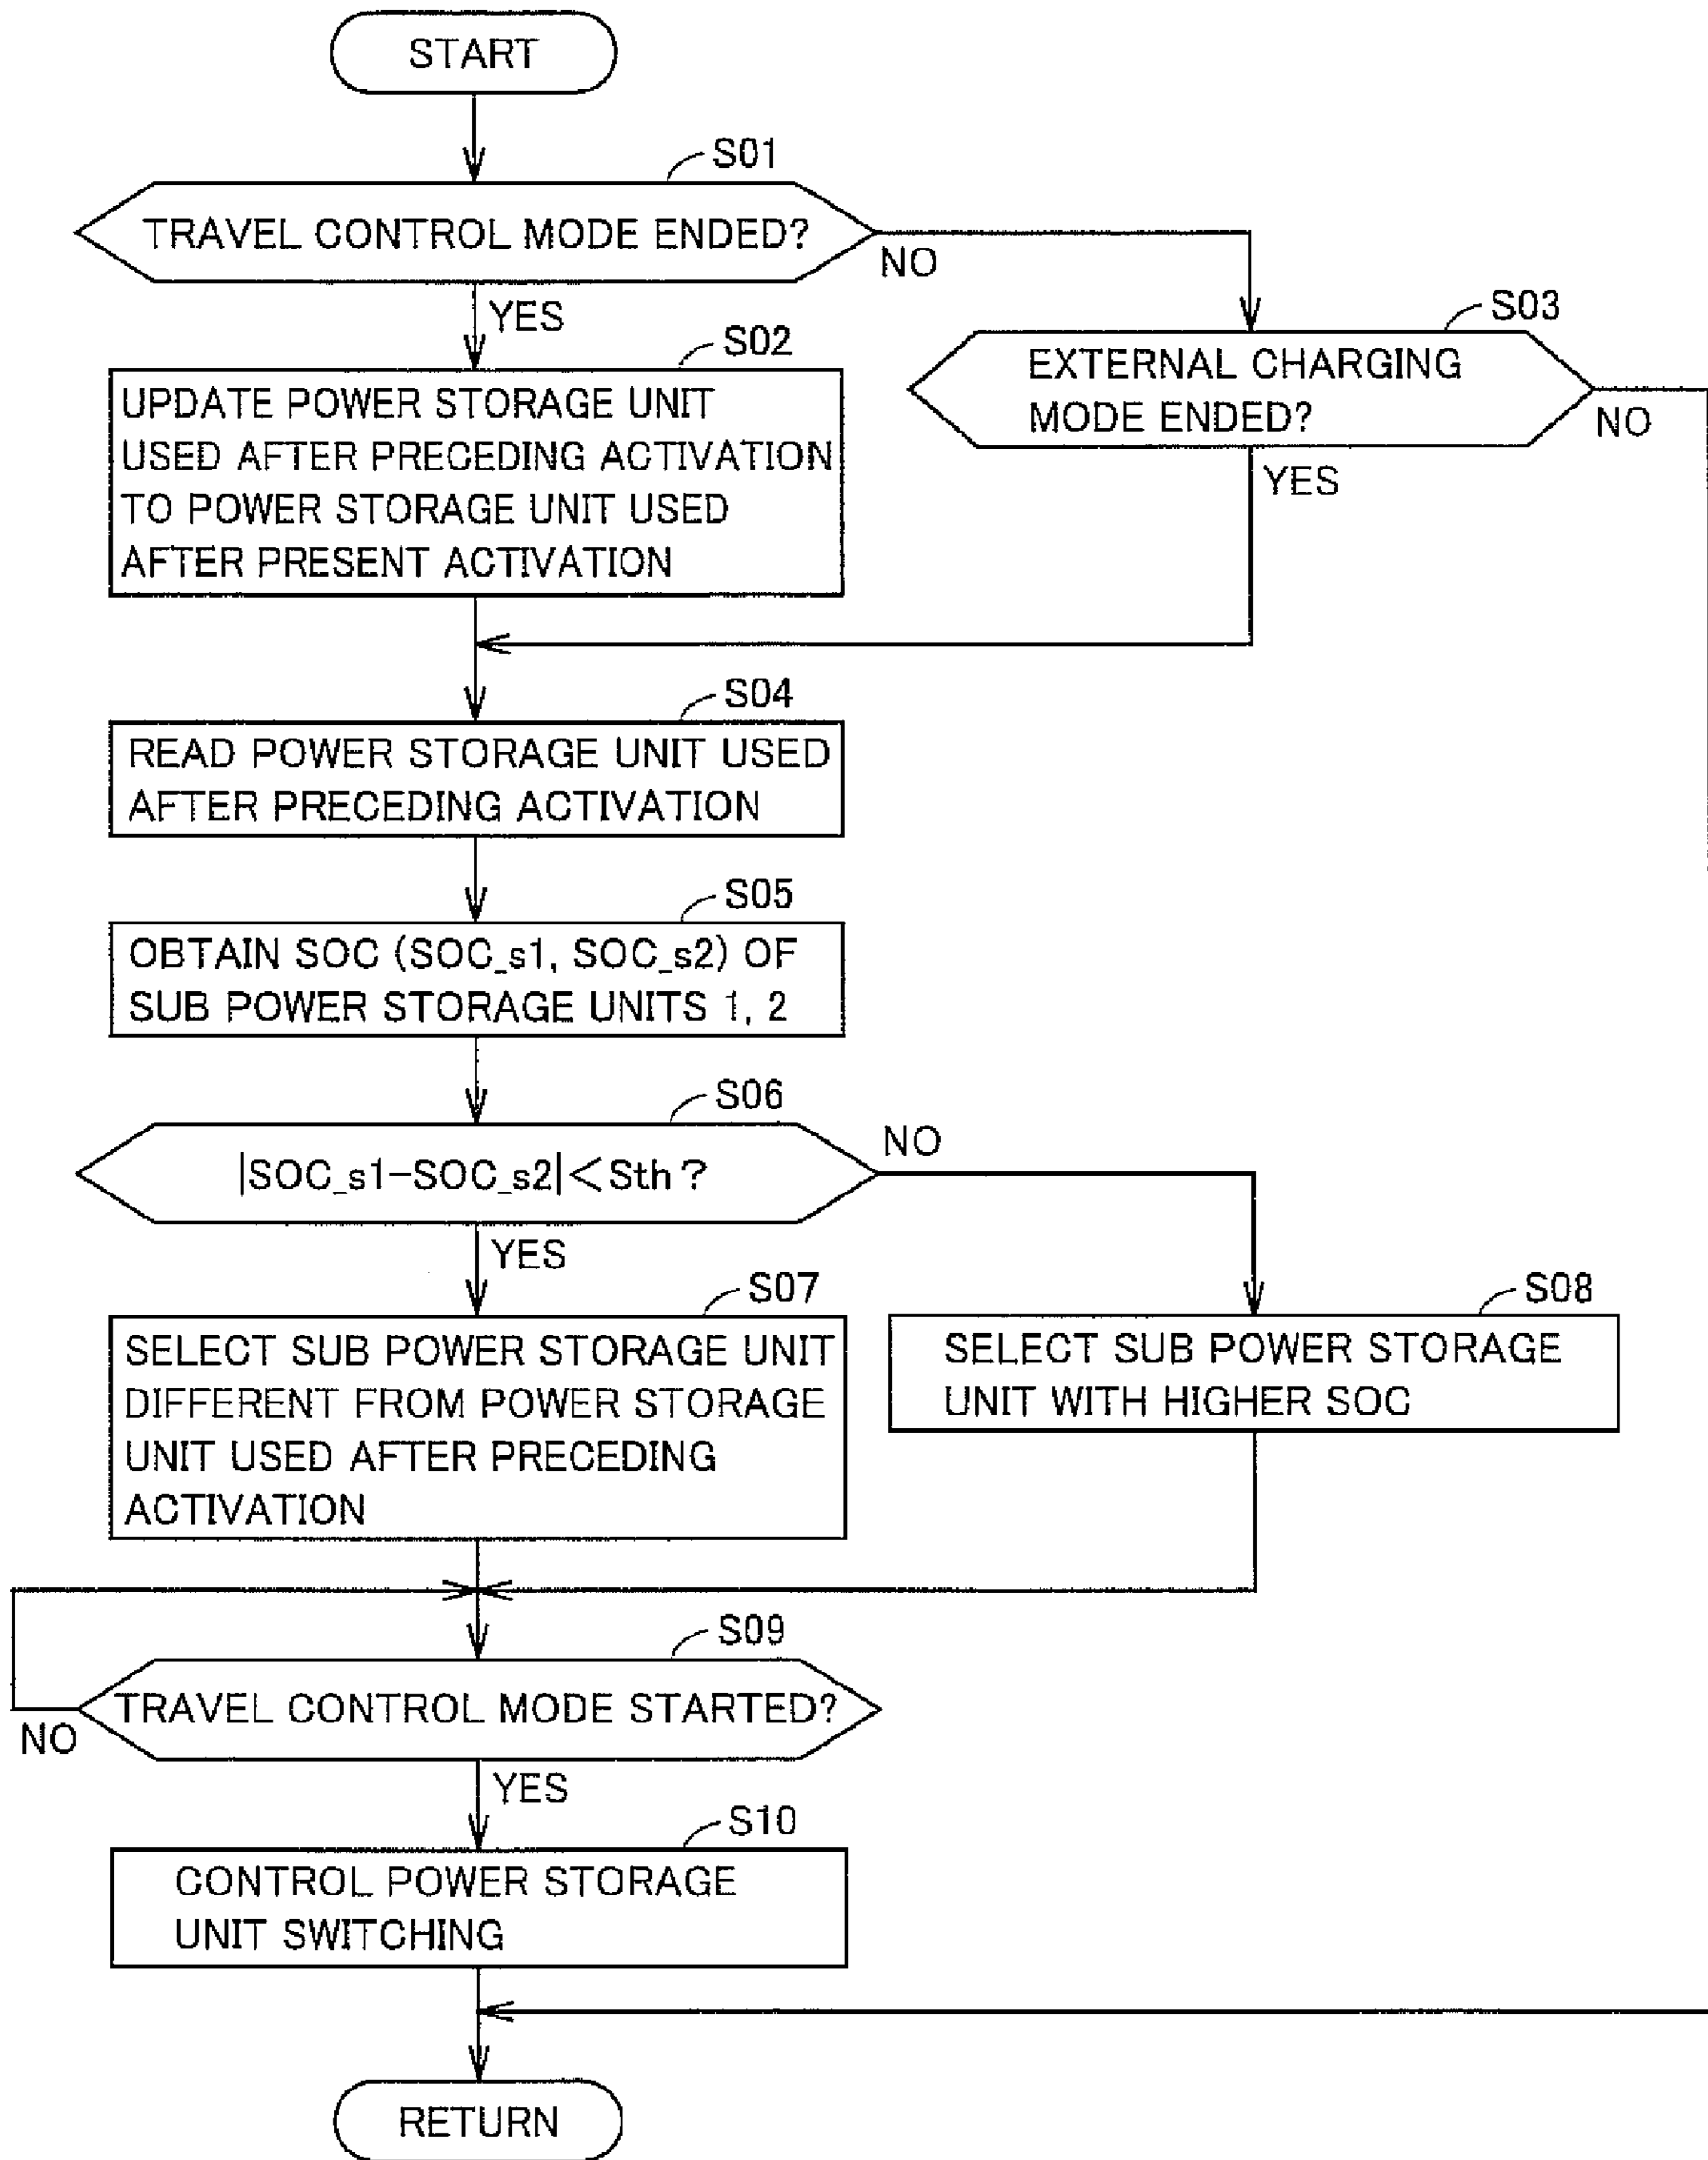 START
S01
TRAVEL CONTROL MODE ENDED?
NO
YES
S03
EXTERNAL CHARGING
MODE ENDED?
NO
YES
S02
UPDATE POWER STORAGE UNIT
USED AFTER PRECEDING ACTIVATION
TO POWER STORAGE UNIT USED
AFTER PRESENT ACTIVATION
S04
READ POWER STORAGE UNIT USED
AFTER PRECEDING ACTIVATION
S05
OBTAIN SOC (SOC_s1, SOC_s2) OF
SUB POWER STORAGE UNITS 1, 2
S06
|SOC_s1-SOC_s2|<Sth?
NO
YES
S07
SELECT SUB POWER STORAGE UNIT
DIFFERENT FROM POWER STORAGE
UNIT USED AFTER PRECEDING
ACTIVATION
S08
SELECT SUB POWER STORAGE
UNIT WITH HIGHER SOC
S09
TRAVEL CONTROL MODE STARTED?
NO
YES
S10
CONTROL POWER STORAGE
UNIT SWITCHING
RETURN